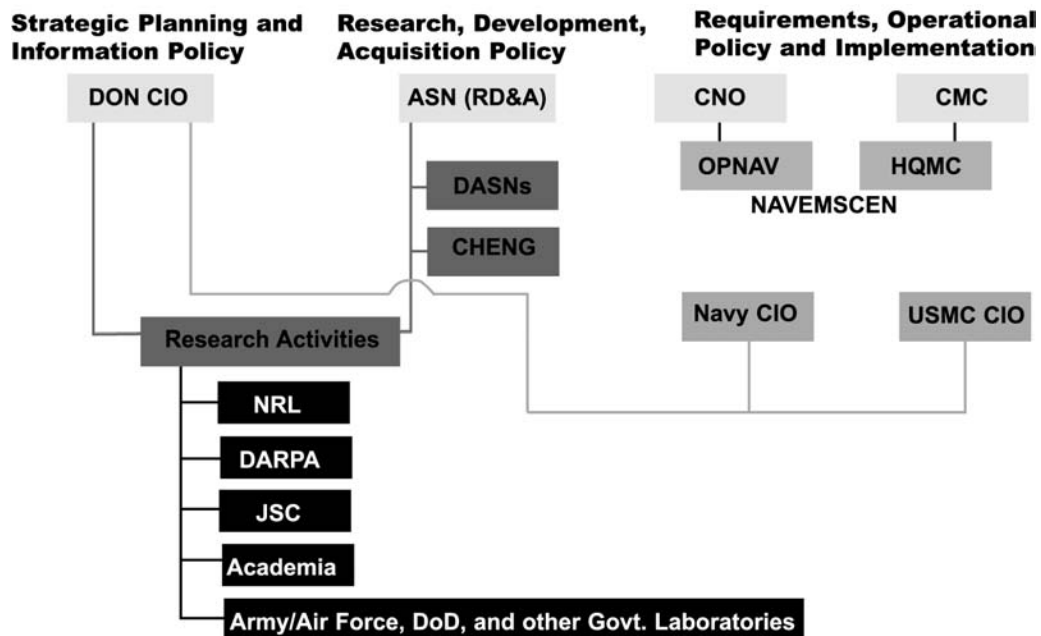 Strategic Planning and
Information Policy
Research, Development,
Acquisition Policy
Requirements, Operational
Policy and Implementation
DON CIO
ASN (RD&A)
CNO
CMC
OPNAV
HQMC
NAVEMSCEN
DASNs
CHENG
Navy CIO
USMC CIO
Research Activities
NRL
DARPA
JSC
Academia
Army/Air Force, DoD, and other Govt. Laboratories